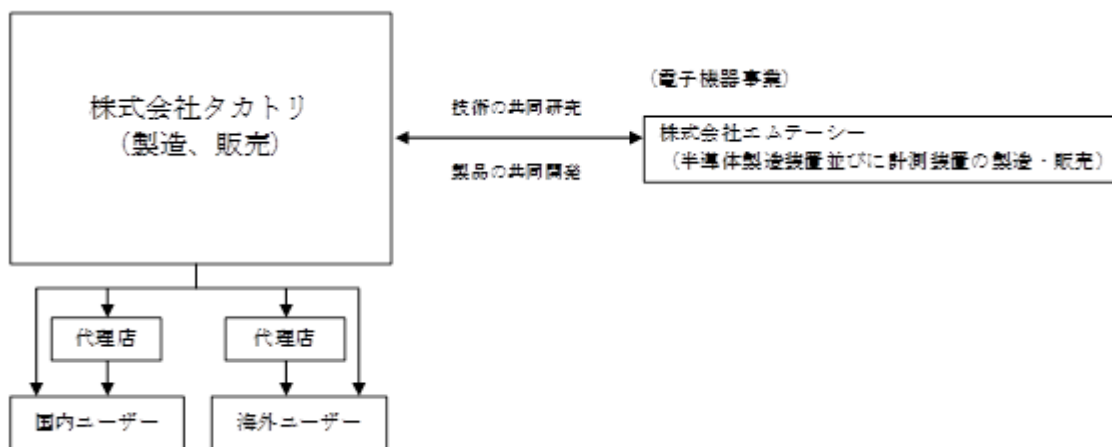 株式会社タカトリ
(製造、販売)
技術の共同研究
製品の共同開発
(電子機器事業)
株式会社エムテーシー
(半導体製造装置並びに計測装置の製造・販売)
代理店
代理店
国内ユーザー
海外ユーザー